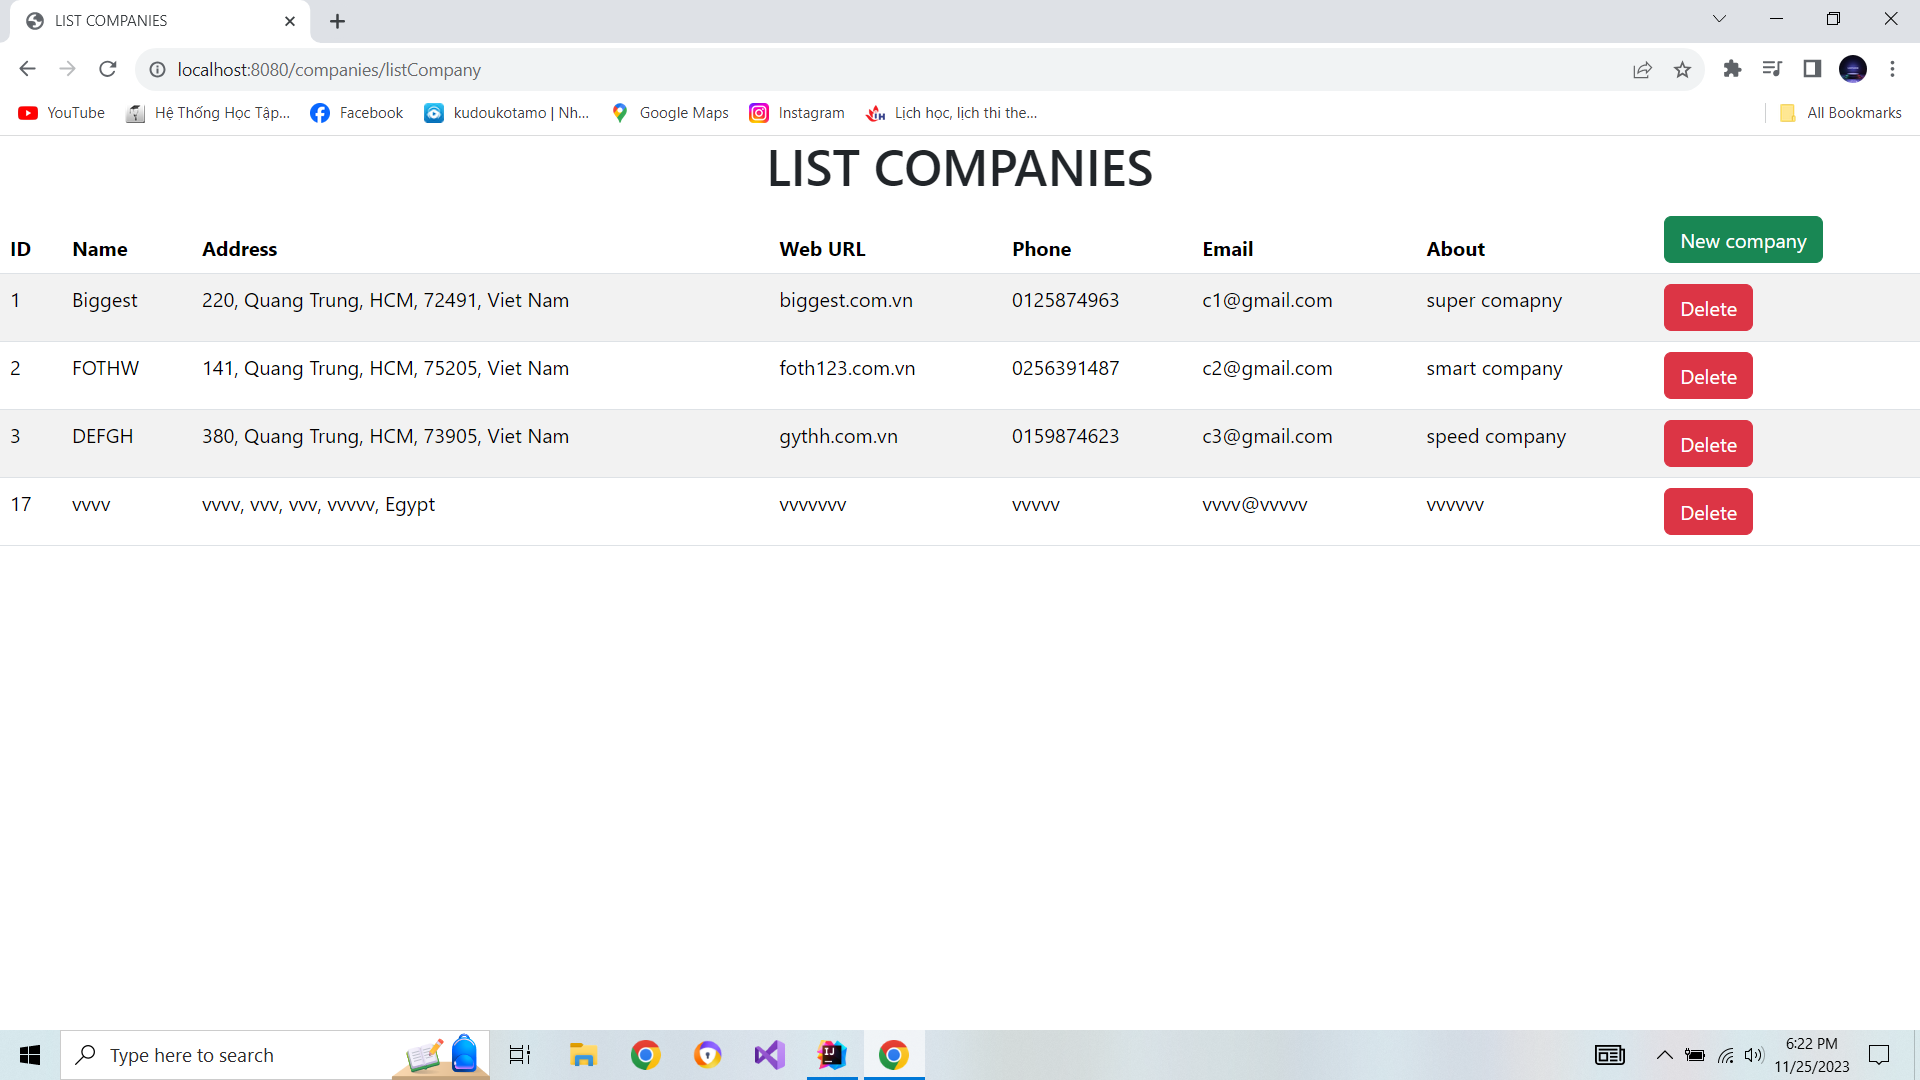 LIST COMPANIES
localhost:8080/companies/listCompany
YouTube Hệ Thống Học Tập... Facebook kudoukotamo | Nh... Google Maps Instagram Lịch học, lịch thi the... All Bookmarks
LIST COMPANIES
ID Name Address Web URL Phone Email About New company
1 Biggest 220, Quang Trung, HCM, 72491, Viet Nam biggest.com.vn 0125874963 c1@gmail.com super comapny Delete
2 FOTHW 141, Quang Trung, HCM, 75205, Viet Nam foth123.com.vn 0256391487 c2@gmail.com smart company Delete
3 DEFGH 380, Quang Trung, HCM, 73905, Viet Nam gythh.com.vn 0159874623 c3@gmail.com speed company Delete
17 vvvv vvvv, vvv, vvv, vvvvv, Egypt vvvvvvv vvvvv vvvv@vvvvv vvvvvv Delete
Type here to search
6:22 PM
11/25/2023